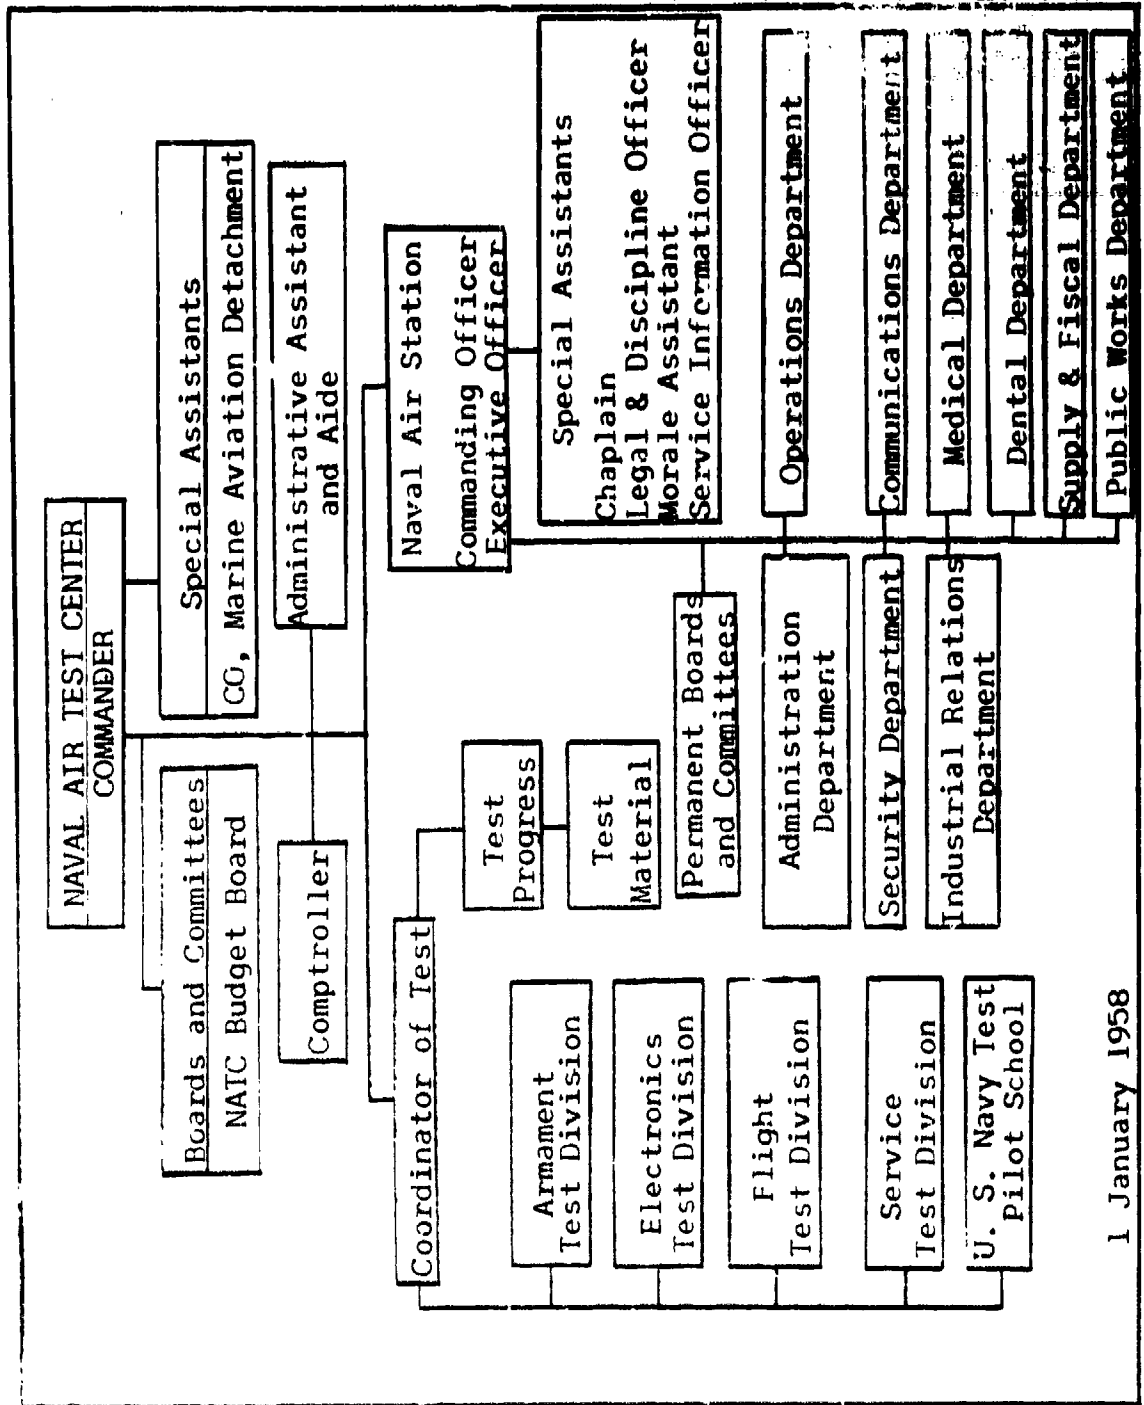 NAVAL AIR TEST CENTER
COMMANDER
Boards and Committees
NATC Budget Board
Special Assistants
CO, Marine Aviation Detachment
Comptroller
Administrative Assistant
and Aide
Coordinator of Test
Naval Air Station
Commanding Officer
Executive Officer
Test
Progress
Test
Material
Special Assistants
Chaplain
Legal & Discipline Officer
Morale Assistant
Service Information Officer
Armament
Test Division
Electronics
Test Division
Flight
Test Division
Service
Test Division
U. S. Navy Test
Pilot School
Permanent Boards
and Committees
Administration
Department
Operations Department
Security Department
Communications Department
Industrial Relations
Department
Medical Department
Dental Department
Supply & Fiscal Department
Public Works Department
1 January 1958